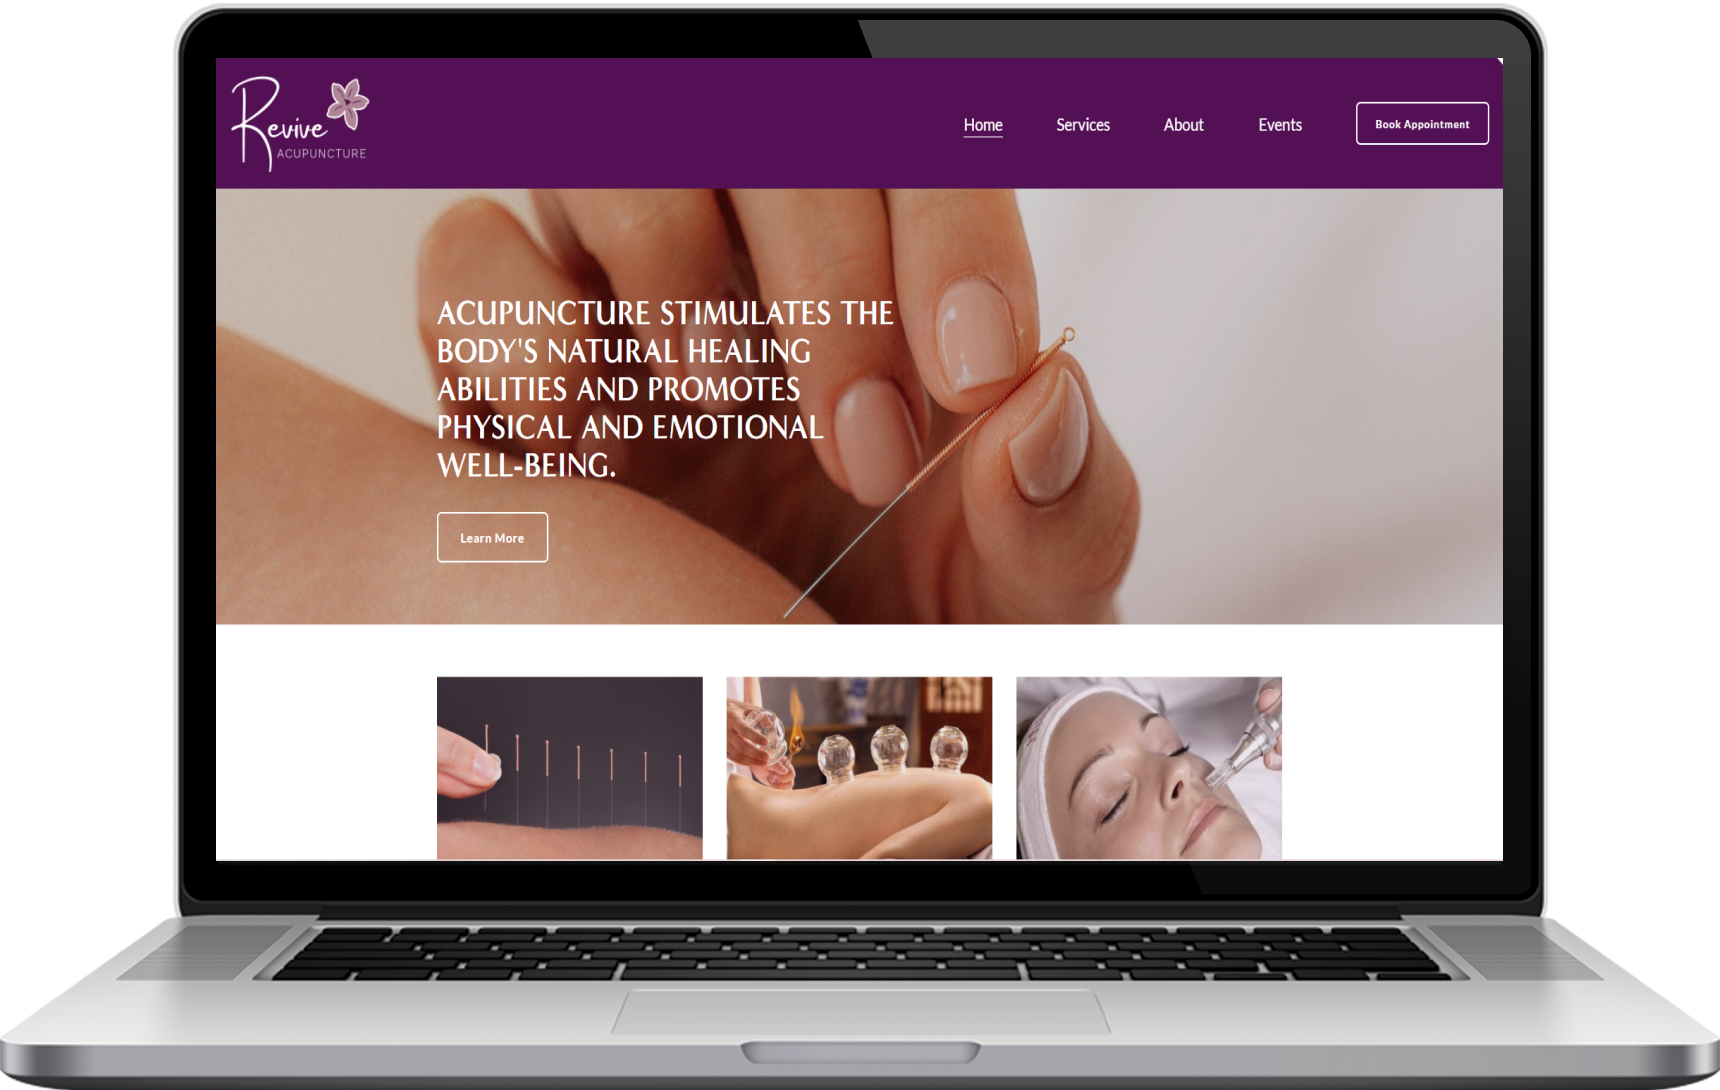 Revive
ACUPUNCTURE
Home
Services
About
Events
Book Appointment
ACUPUNCTURE STIMULATES THE
BODY'S NATURAL HEALING
ABILITIES AND PROMOTES
PHYSICAL AND EMOTIONAL
WELL-BEING.
Learn More